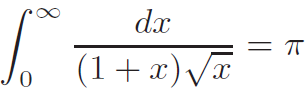 ∫₀^∞ dx / ((1 + x)√x) = π